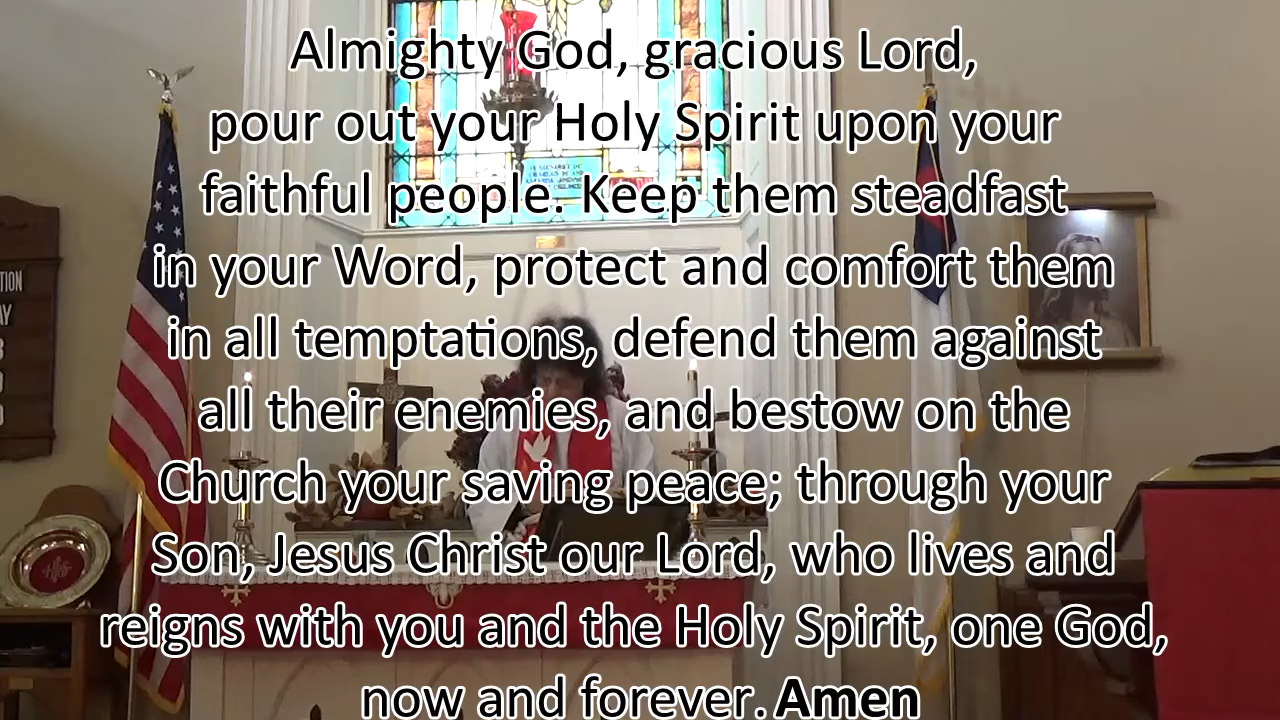 Almighty God, gracious Lord,
pour out your Holy Spirit upon your
faithful people. Keep them steadfast
in your Word, protect and comfort them
in all temptations, defend them against
all their enemies, and bestow on the
Church your saving peace; through your
Son, Jesus Christ our Lord, who lives and
reigns with you and the Holy Spirit, one God,
now and forever. Amen